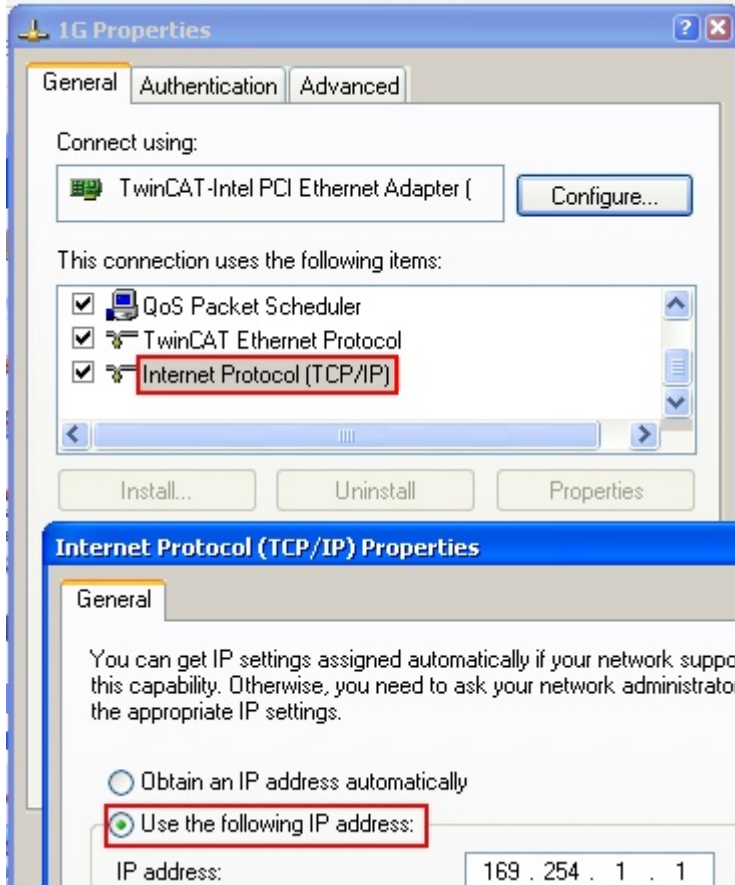 1G Properties
General Authentication Advanced
Connect using:
TwinCAT-Intel PCI Ethernet Adapter (
Configure...
This connection uses the following items:
QoS Packet Scheduler
TwinCAT Ethernet Protocol
Internet Protocol (TCP/IP)
Install... Uninstall Properties
Internet Protocol (TCP/IP) Properties
General
You can get IP settings assigned automatically if your network suppo
this capability. Otherwise, you need to ask your network administrato
the appropriate IP settings.
Obtain an IP address automatically
Use the following IP address:
IP address: 169 . 254 . 1 . 1